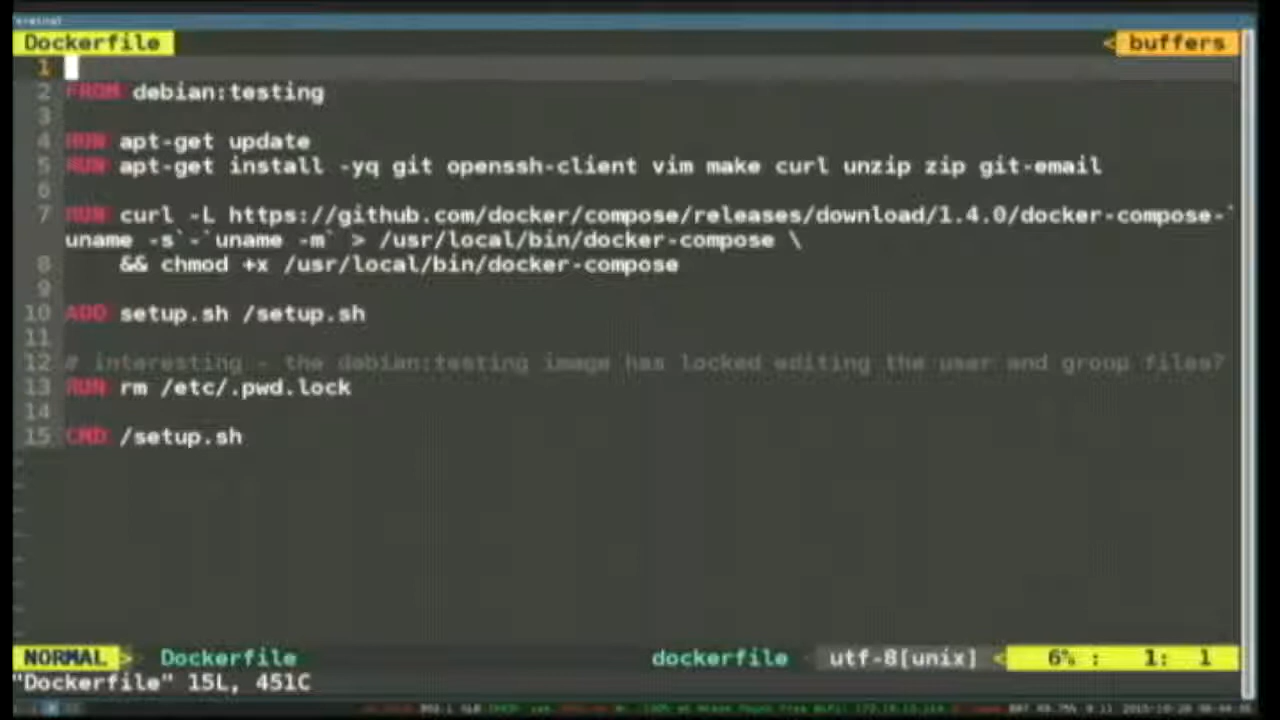 Dockerfile < buffers
1
2 FROM debian:testing
3
4 RUN apt-get update
5 RUN apt-get install -yq git openssh-client vim make curl unzip zip git-email
6
7 RUN curl -L https://github.com/docker/compose/releases/download/1.4.0/docker-compose-`
uname -s`-`uname -m` > /usr/local/bin/docker-compose \
8 && chmod +x /usr/local/bin/docker-compose
9
10 ADD setup.sh /setup.sh
11
12 # interesting - the debian:testing image has locked editing the user and group files?
13 RUN rm /etc/.pwd.lock
14
15 CMD /setup.sh
~
~
~
~
~
~
~
NORMAL > Dockerfile dockerfile < utf-8[unix] < 6% : 1: 1
"Dockerfile" 15L, 451C